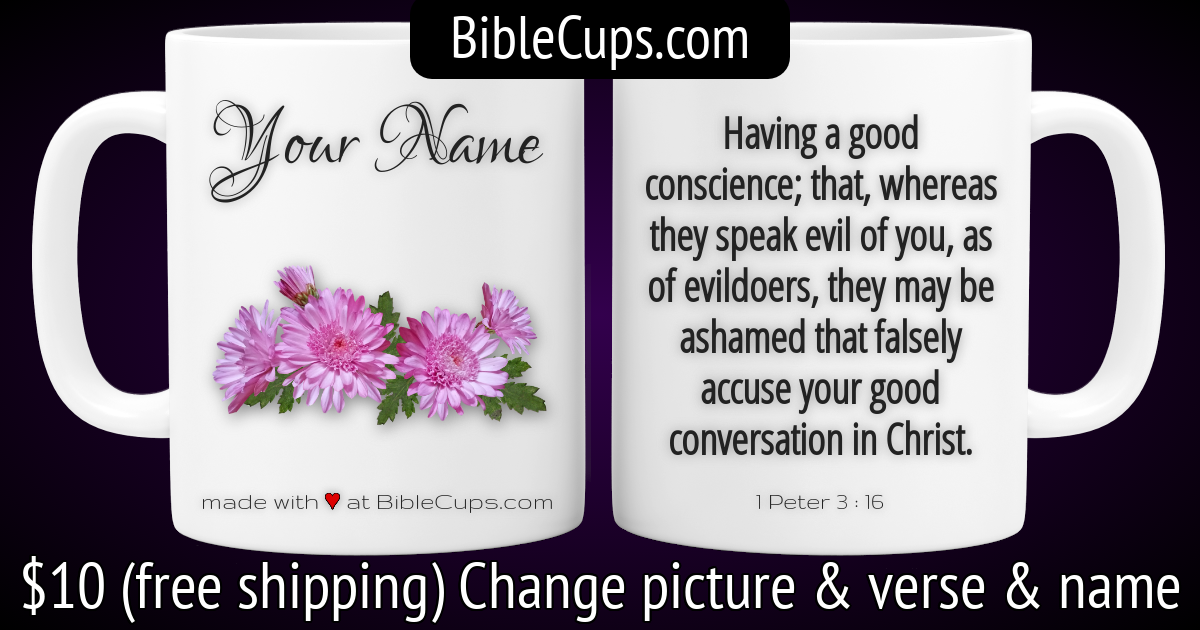 BibleCups.com
Your Name
made with ❤ at BibleCups.com
Having a good
conscience; that, whereas
they speak evil of you, as
of evildoers, they may be
ashamed that falsely
accuse your good
conversation in Christ.
1 Peter 3 : 16
$10 (free shipping) Change picture & verse & name